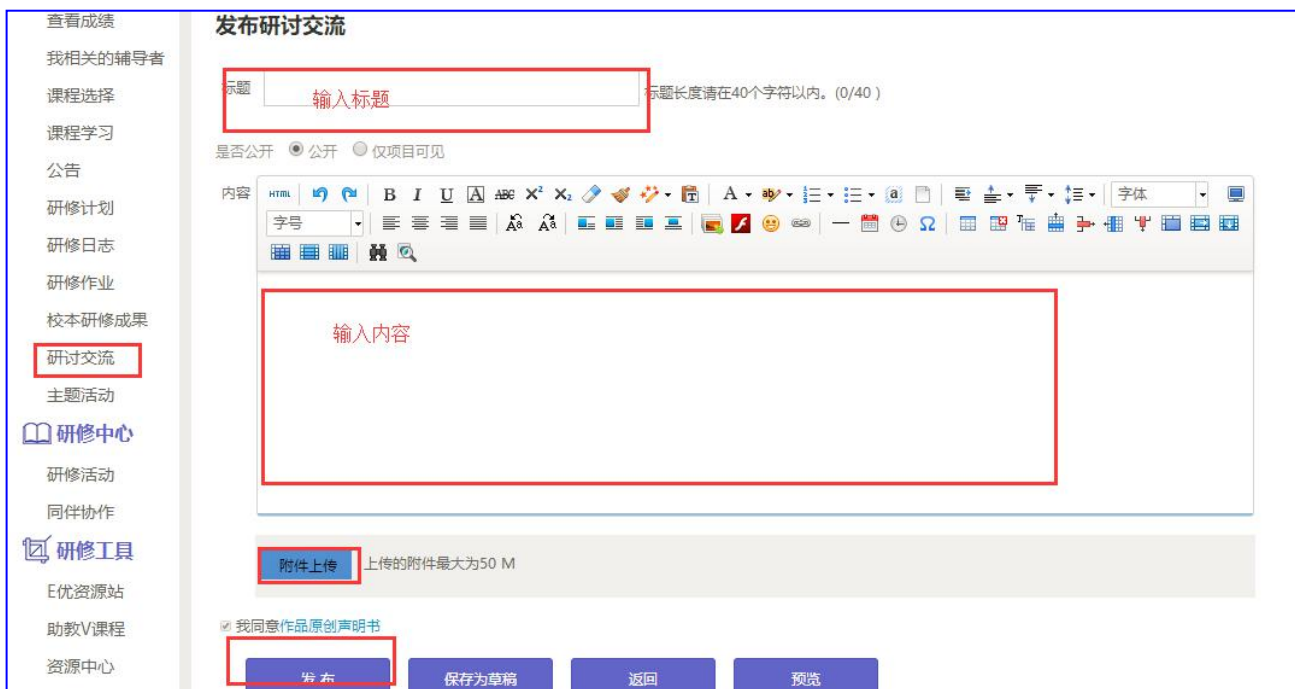 查看成绩
我相关的辅导者
课程选择
课程学习
公告
研修计划
研修日志
研修作业
校本研修成果
研讨交流
主题活动
研修中心
研修活动
同伴协作
研修工具
E优资源站
助教V课程
资源中心
发布研讨交流
标题 输入标题 标题长度请在40个字符以内。(0/40 )
是否公开 公开 仅项目可见
内容 HTML B I U A ABC X² X₂ T A ab a 字体
字号 Âã Ãâ Ω
输入内容
附件上传 上传的附件最大为50 M
我同意作品原创声明书
发 布 保存为草稿 返回 预览